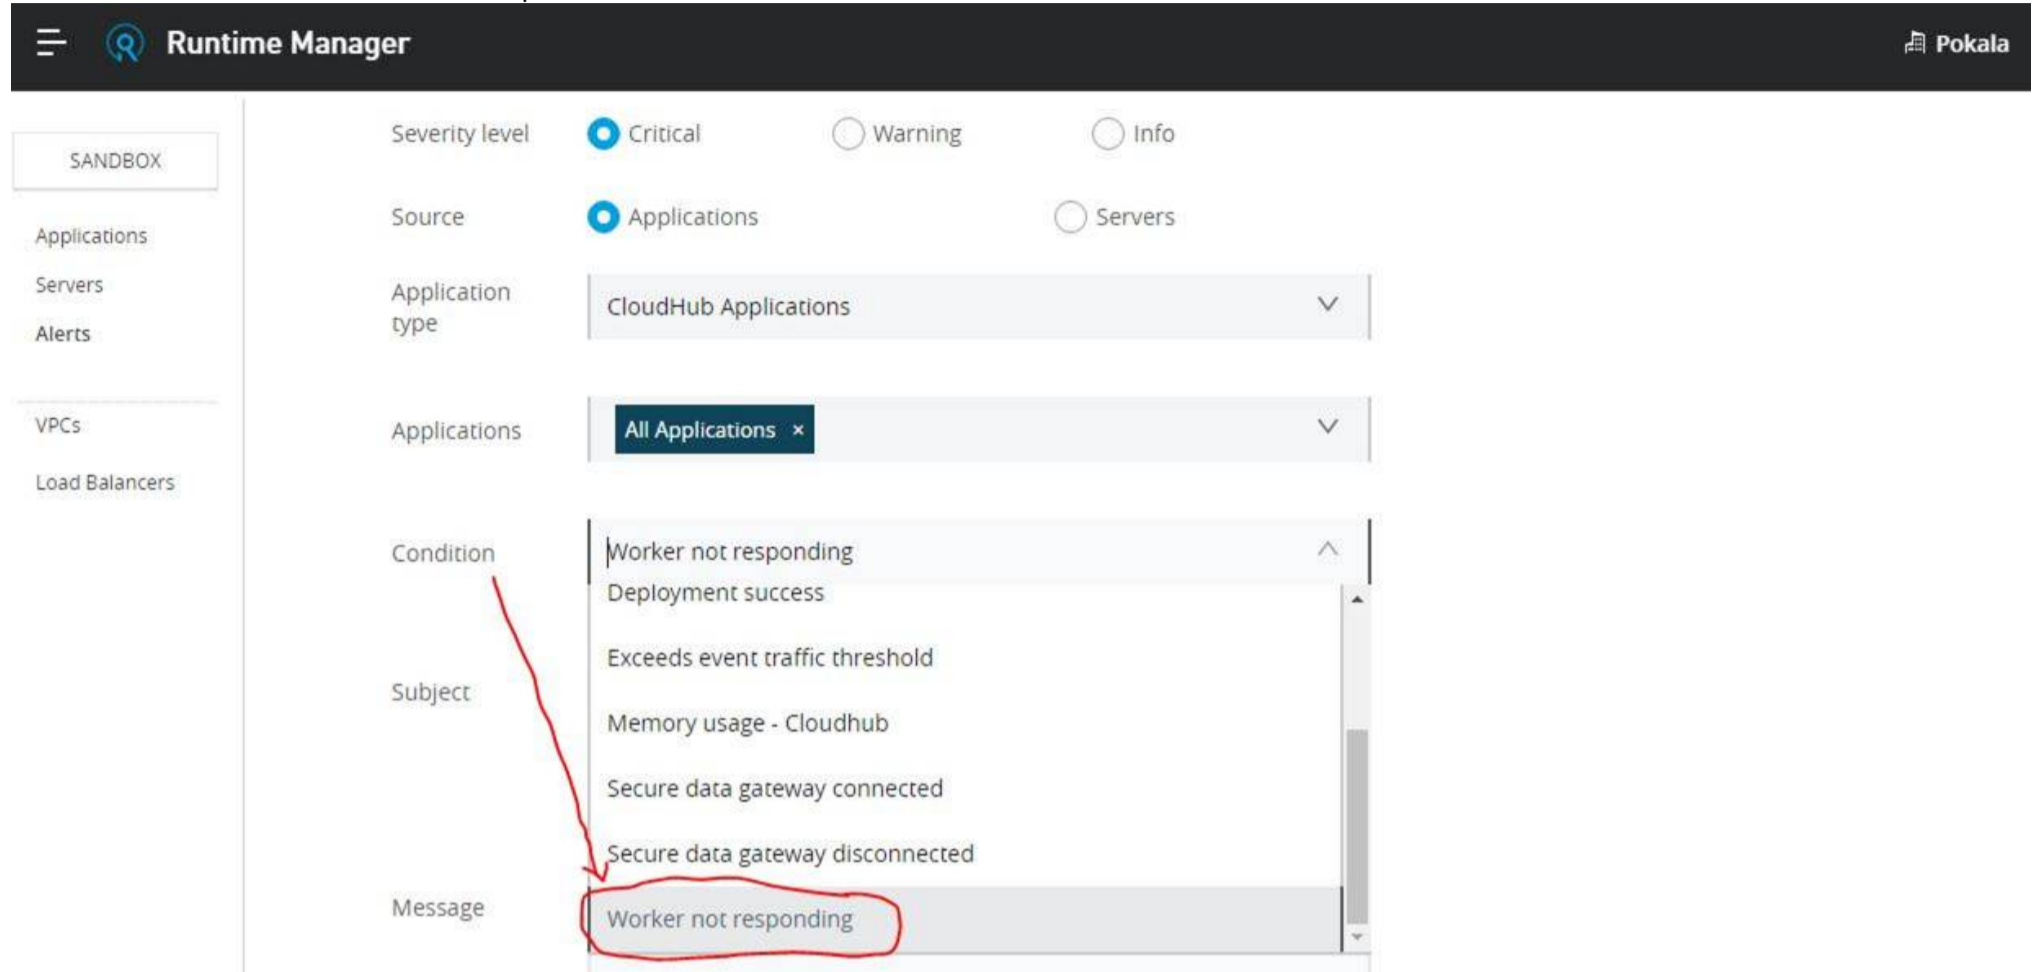 Runtime Manager
Pokala
SANDBOX
Applications
Servers
Alerts
VPCs
Load Balancers
Severity level
Critical
Warning
Info
Source
Applications
Servers
Application
type
CloudHub Applications
Applications
All Applications ×
Condition
Worker not responding
Deployment success
Exceeds event traffic threshold
Subject
Memory usage - Cloudhub
Secure data gateway connected
Secure data gateway disconnected
Message
Worker not responding